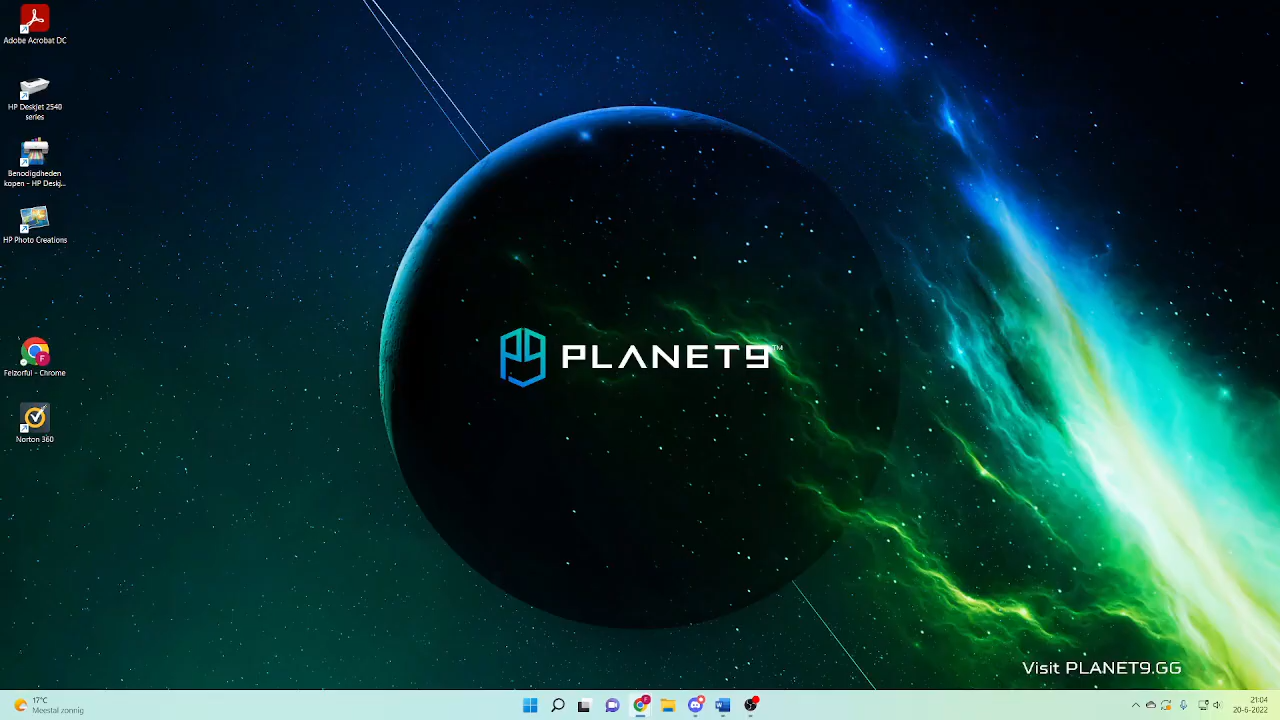 Adobe Acrobat DC
HP Deskjet 2540
series
Benodigdheden
kopen - HP Deskj...
HP Photo Creations
Felzorful - Chrome
Norton 360
PLANET9™
Visit PLANET9.GG
17°C
Meestal zonnig
21:04
20-6-2022